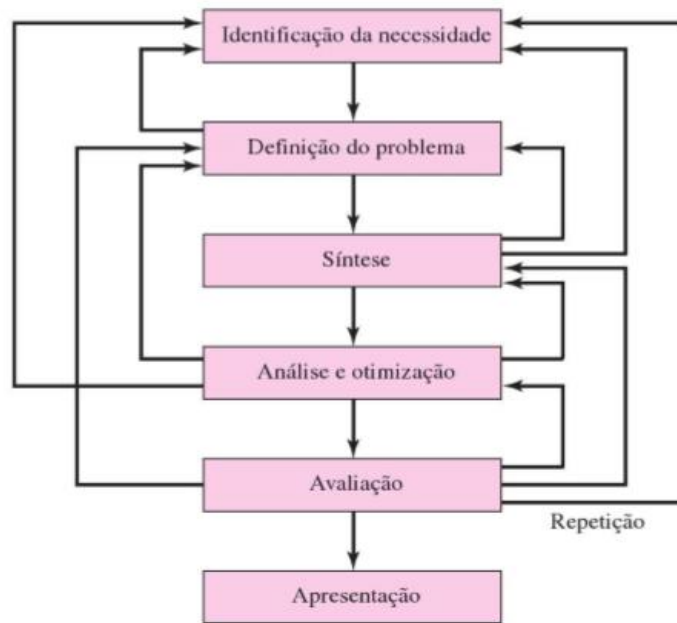 Identificação da necessidade
Definição do problema
Síntese
Análise e otimização
Avaliação
Repetição
Apresentação